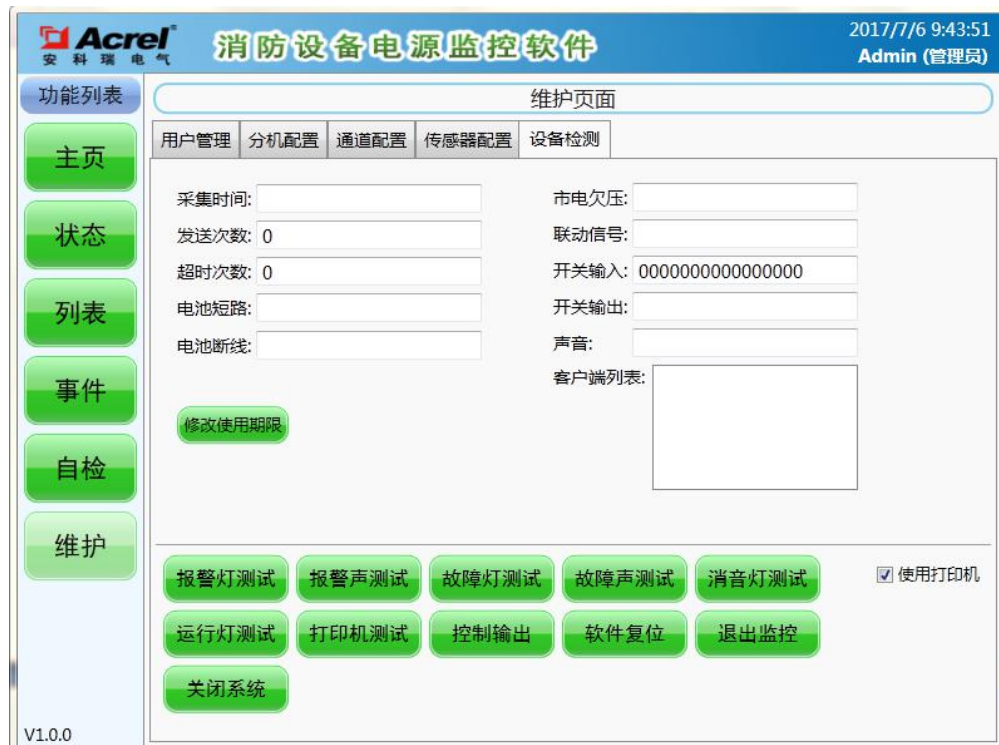 Acrel
安科瑞电气
消防设备电源监控软件
2017/7/6 9:43:51
Admin (管理员)
功能列表
主页
状态
列表
事件
自检
维护
V1.0.0
维护页面
用户管理 分机配置 通道配置 传感器配置 设备检测
采集时间:
发送次数: 0
超时次数: 0
电池短路:
电池断线:
修改使用期限
市电欠压:
联动信号:
开关输入: 0000000000000000
开关输出:
声音:
客户端列表:
报警灯测试 报警声测试 故障灯测试 故障声测试 消音灯测试
使用打印机
运行灯测试 打印机测试 控制输出 软件复位 退出监控
关闭系统